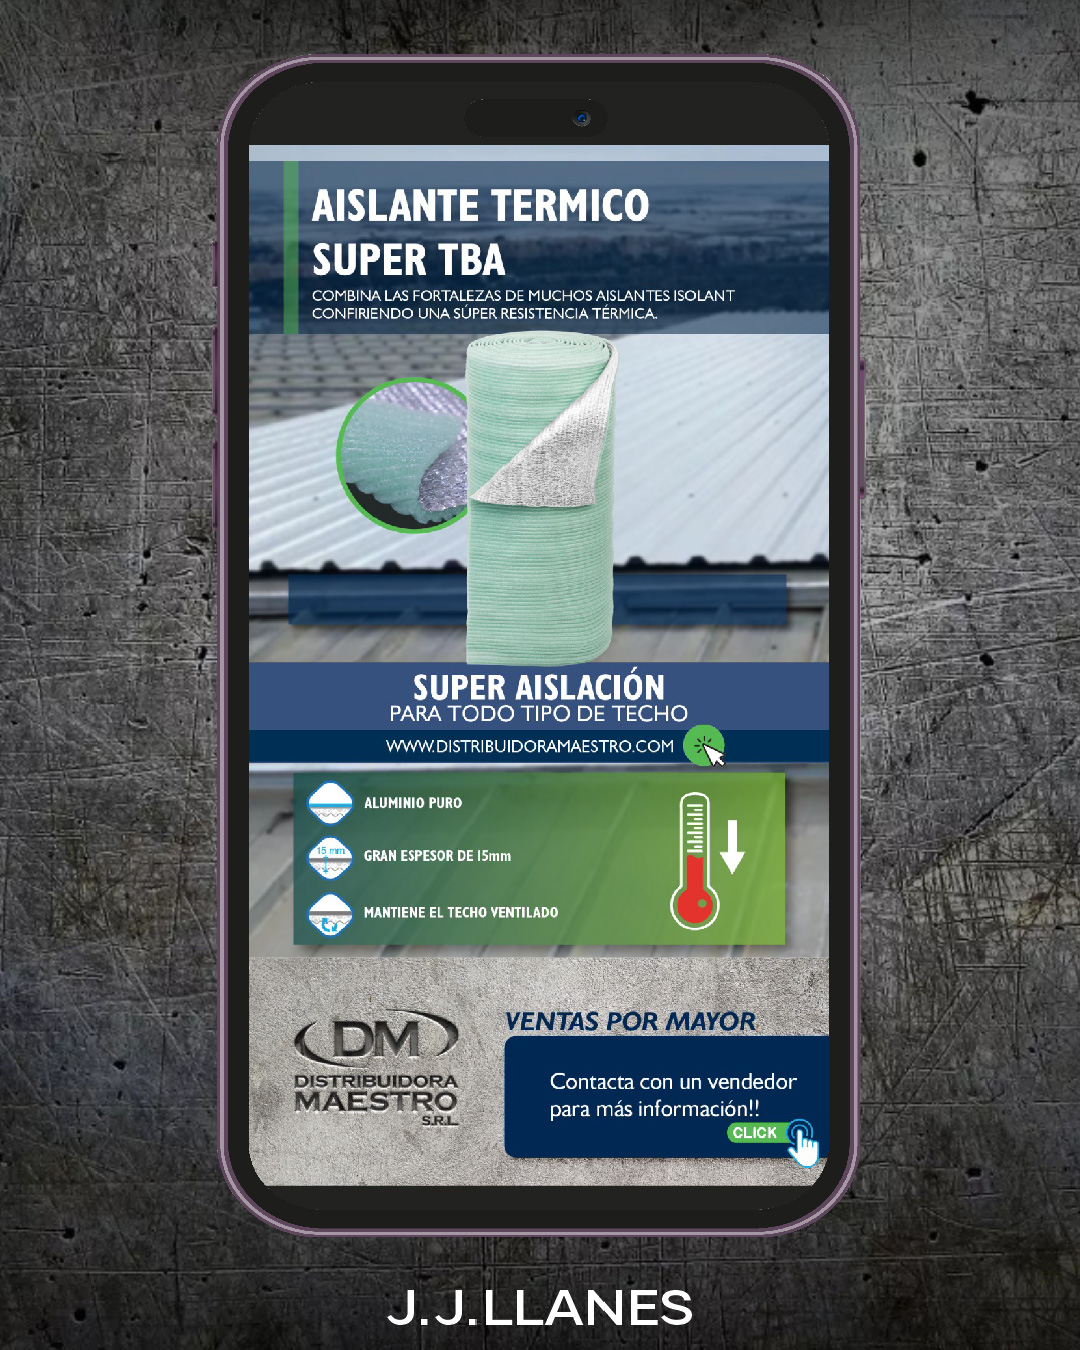 AISLANTE TERMICO
SUPER TBA
COMBINA LAS FORTALEZAS DE MUCHOS AISLANTES ISOLANT
CONFIRIENDO UNA SÚPER RESISTENCIA TÉRMICA.
SUPER AISLACIÓN
PARA TODO TIPO DE TECHO
WWW.DISTRIBUIDORAMAESTRO.COM
ALUMINIO PURO
15 mm
GRAN ESPESOR DE 15mm
MANTIENE EL TECHO VENTILADO
DM
DISTRIBUIDORA
MAESTRO
S.R.L.
VENTAS POR MAYOR
Contacta con un vendedor
para más información!!
CLICK
J.J.LLANES